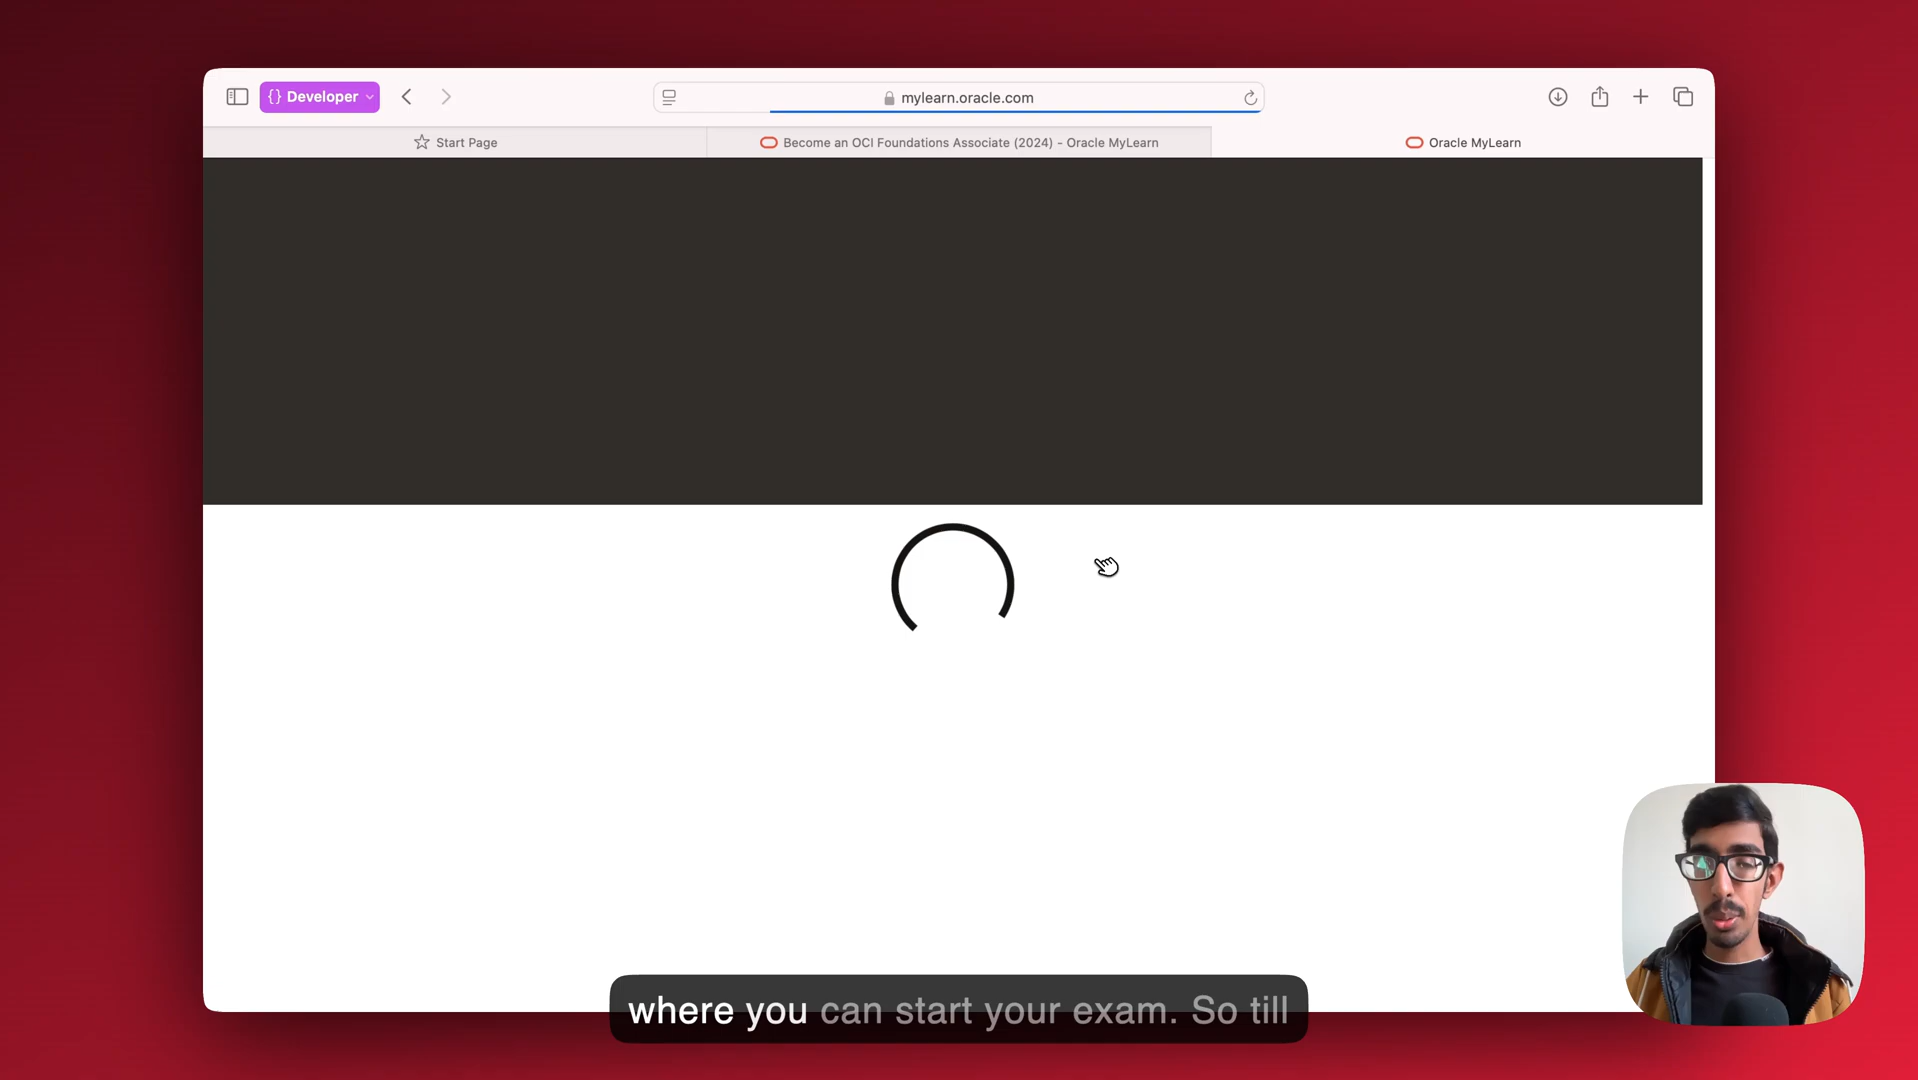 {} Developer
mylearn.oracle.com
Start Page
Become an OCI Foundations Associate (2024) - Oracle MyLearn
Oracle MyLearn
where you can start your exam. So till